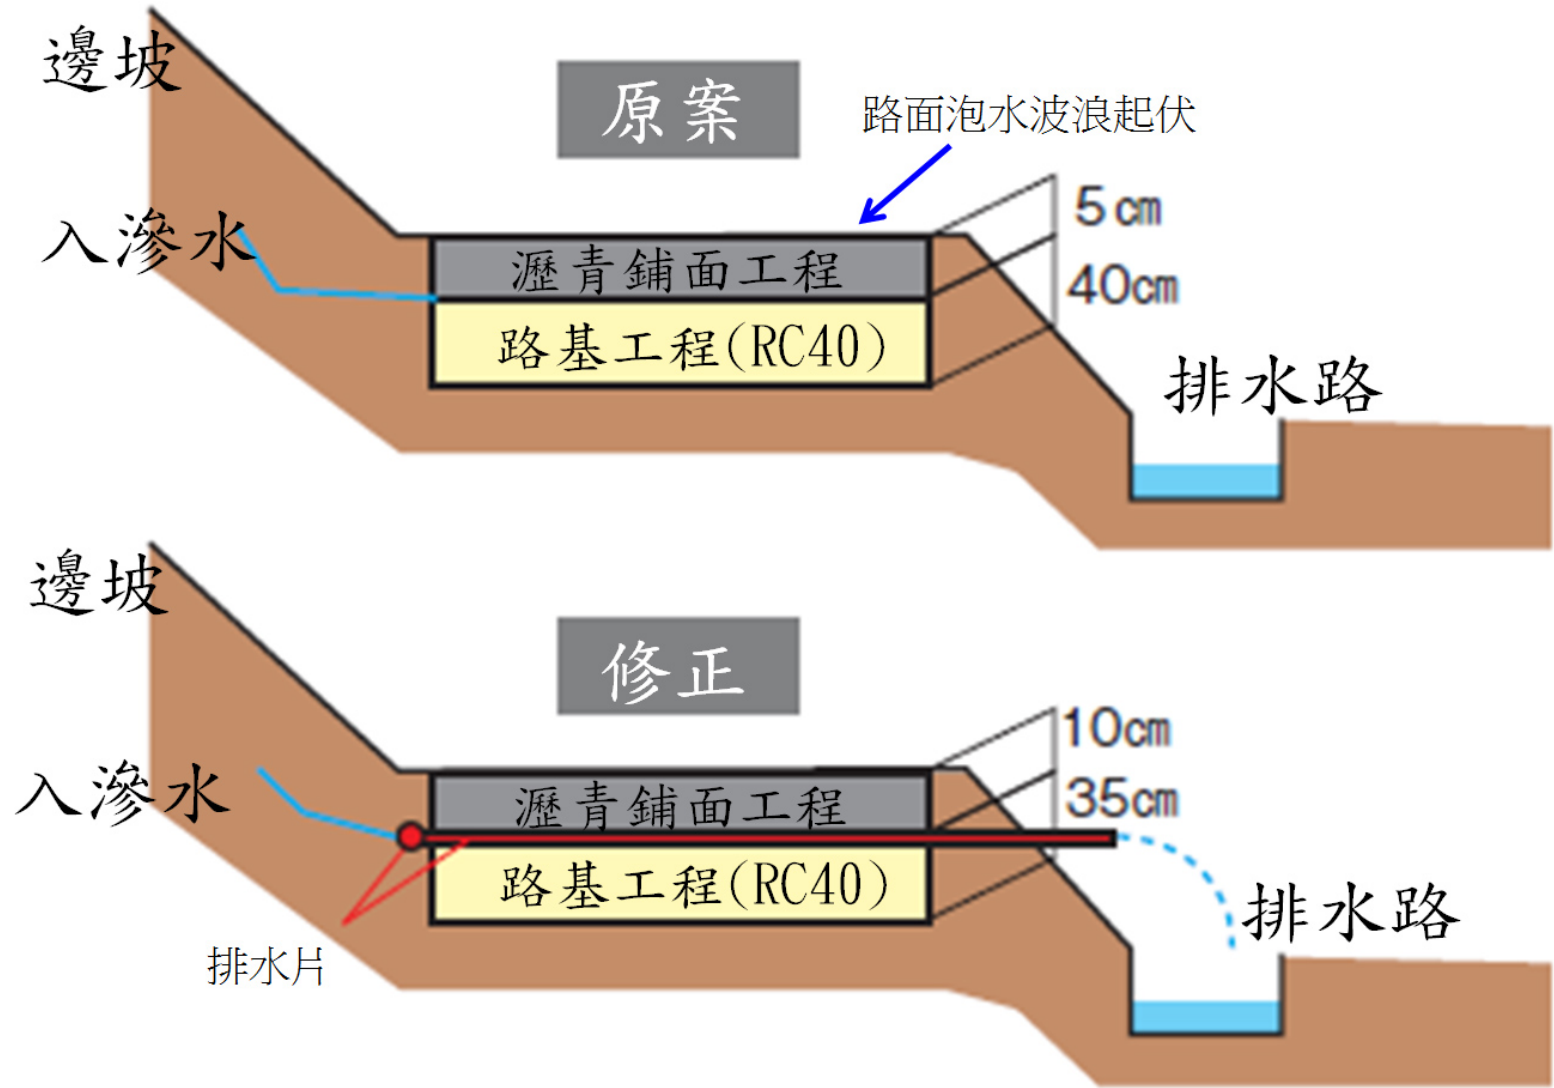 邊坡
原案
路面泡水波浪起伏
5㎝
入滲水
瀝青鋪面工程
40㎝
路基工程(RC40)
排水路
邊坡
修正
10㎝
入滲水
瀝青鋪面工程
35㎝
路基工程(RC40)
排水路
排水片